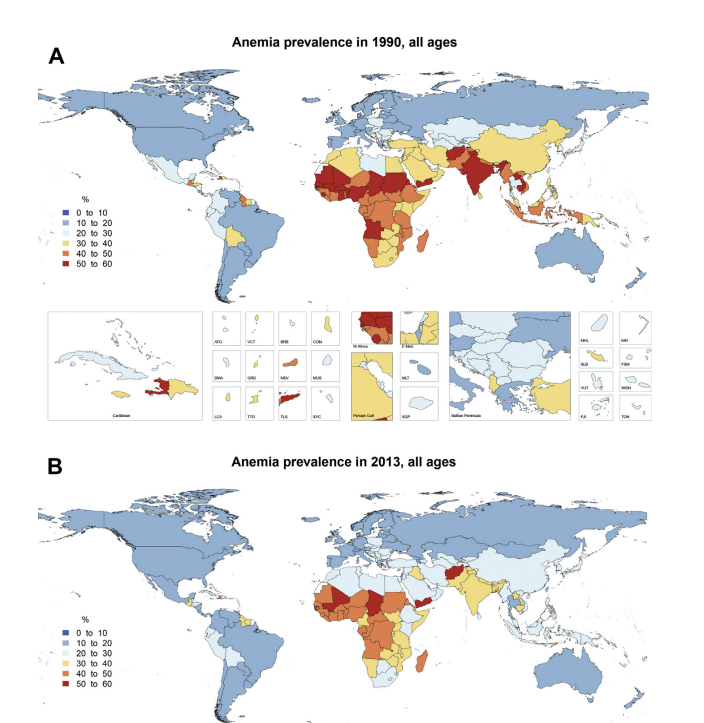 A
Anemia prevalence in 1990, all ages
%
0 to 10
10 to 20
20 to 30
30 to 40
40 to 50
50 to 60
Caribbean
ATG
VCT
BRB
COM
DMA
GRD
MDV
MUS
LCA
TTO
TLS
SYC
W Africa
E Med.
Persian Gulf
MLT
SGP
Balkan Peninsula
MHL
KIR
SLB
FSM
VUT
WSM
FJI
TON
B
Anemia prevalence in 2013, all ages
%
0 to 10
10 to 20
20 to 30
30 to 40
40 to 50
50 to 60